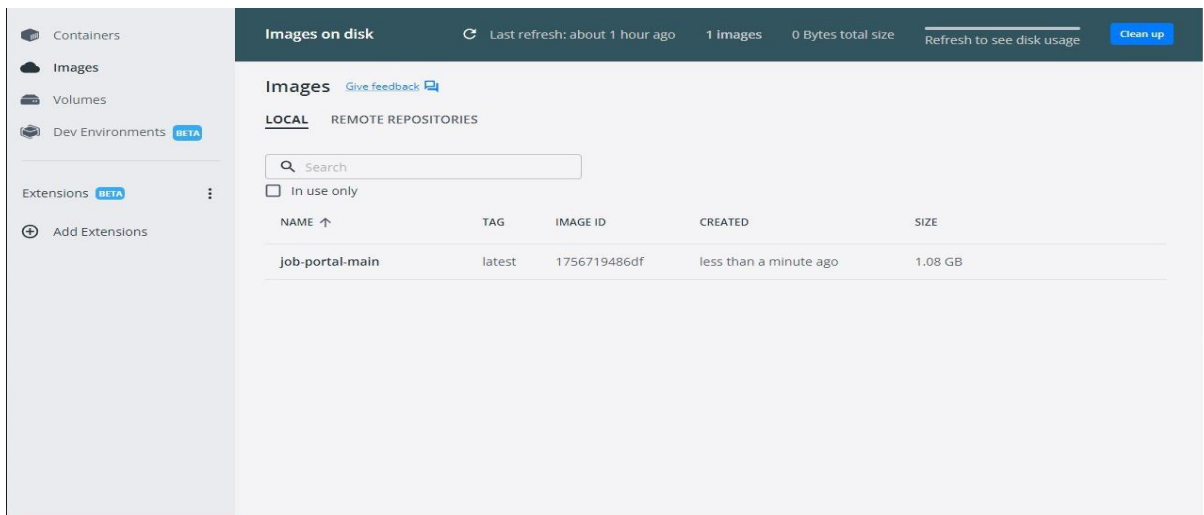 Containers
Images
Volumes
Dev Environments BETA
Extensions BETA
Add Extensions
Images on disk
Last refresh: about 1 hour ago
1 images
0 Bytes total size
Refresh to see disk usage
Clean up
Images Give feedback
LOCAL REMOTE REPOSITORIES
Search
In use only
NAME TAG IMAGE ID CREATED SIZE
job-portal-main latest 1756719486df less than a minute ago 1.08 GB